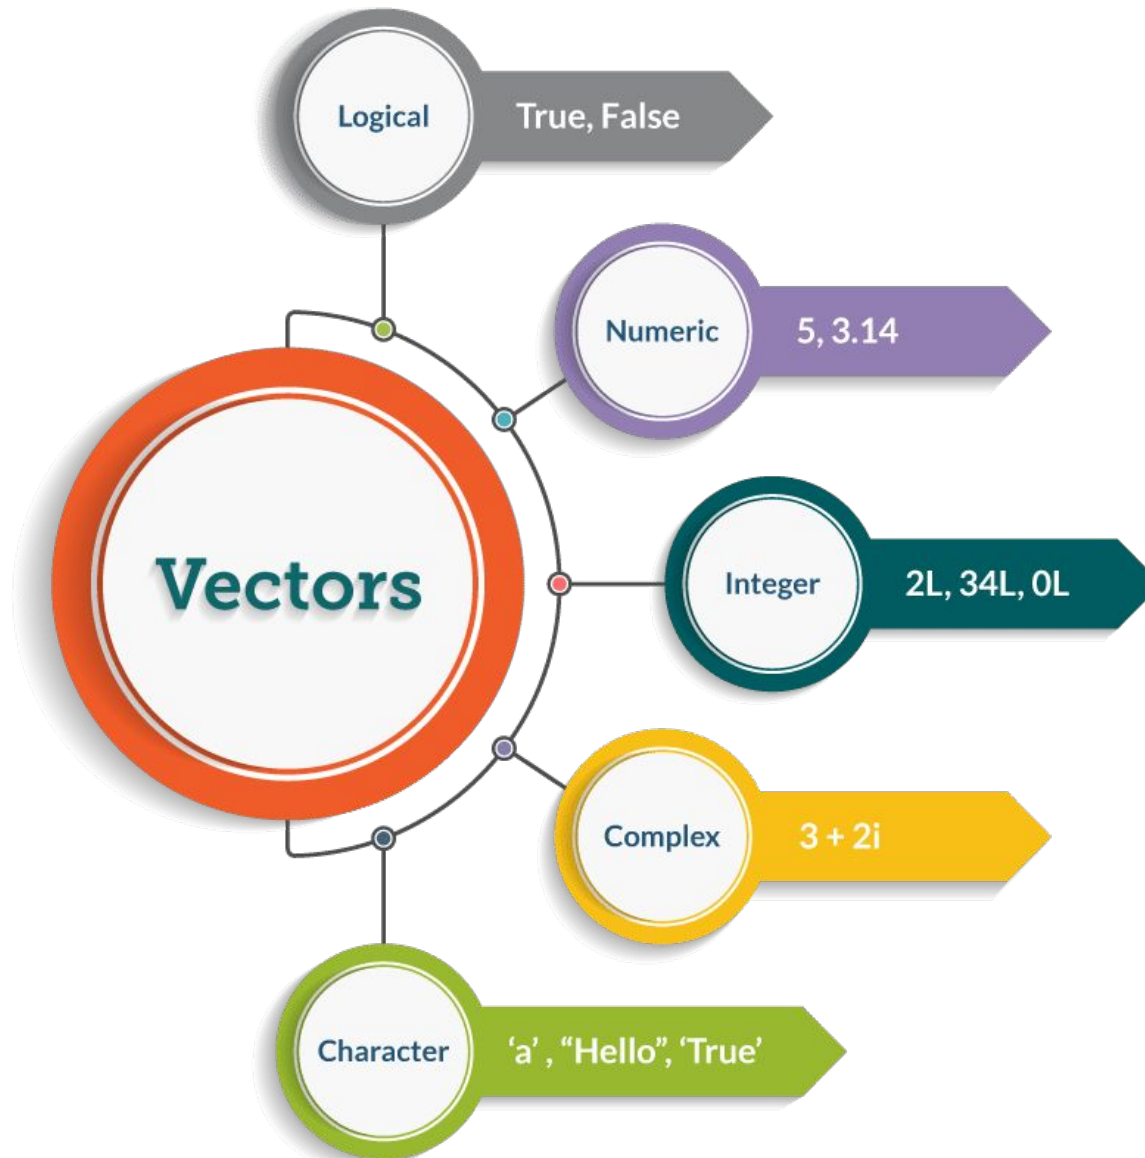 Logical
True, False
Numeric
5, 3.14
Vectors
Integer
2L, 34L, 0L
Complex
3 + 2i
Character
‘a’ , “Hello”, ‘True’